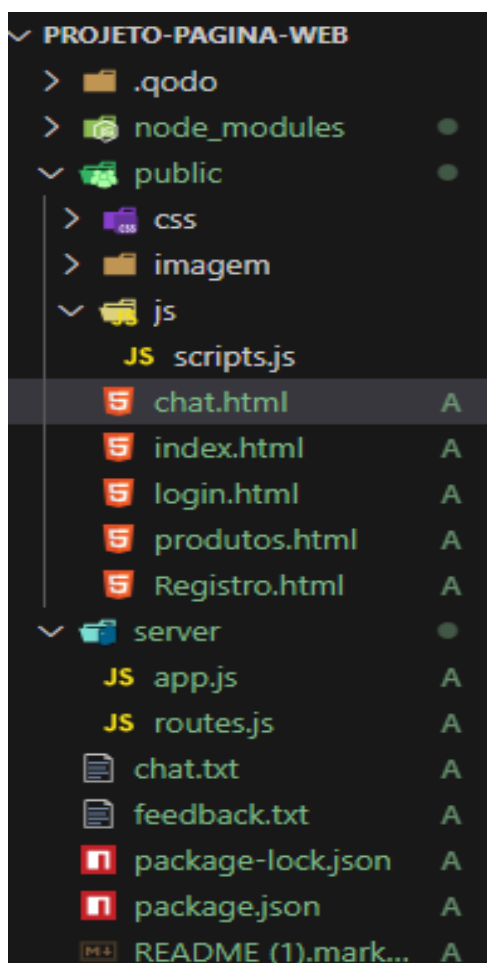 PROJETO-PAGINA-WEB
.qodo
node_modules
public
css
imagem
js
JS scripts.js
chat.html A
index.html A
login.html A
produtos.html A
Registro.html A
server
JS app.js A
JS routes.js A
chat.txt A
feedback.txt A
package-lock.json A
package.json A
README (1).mark... A